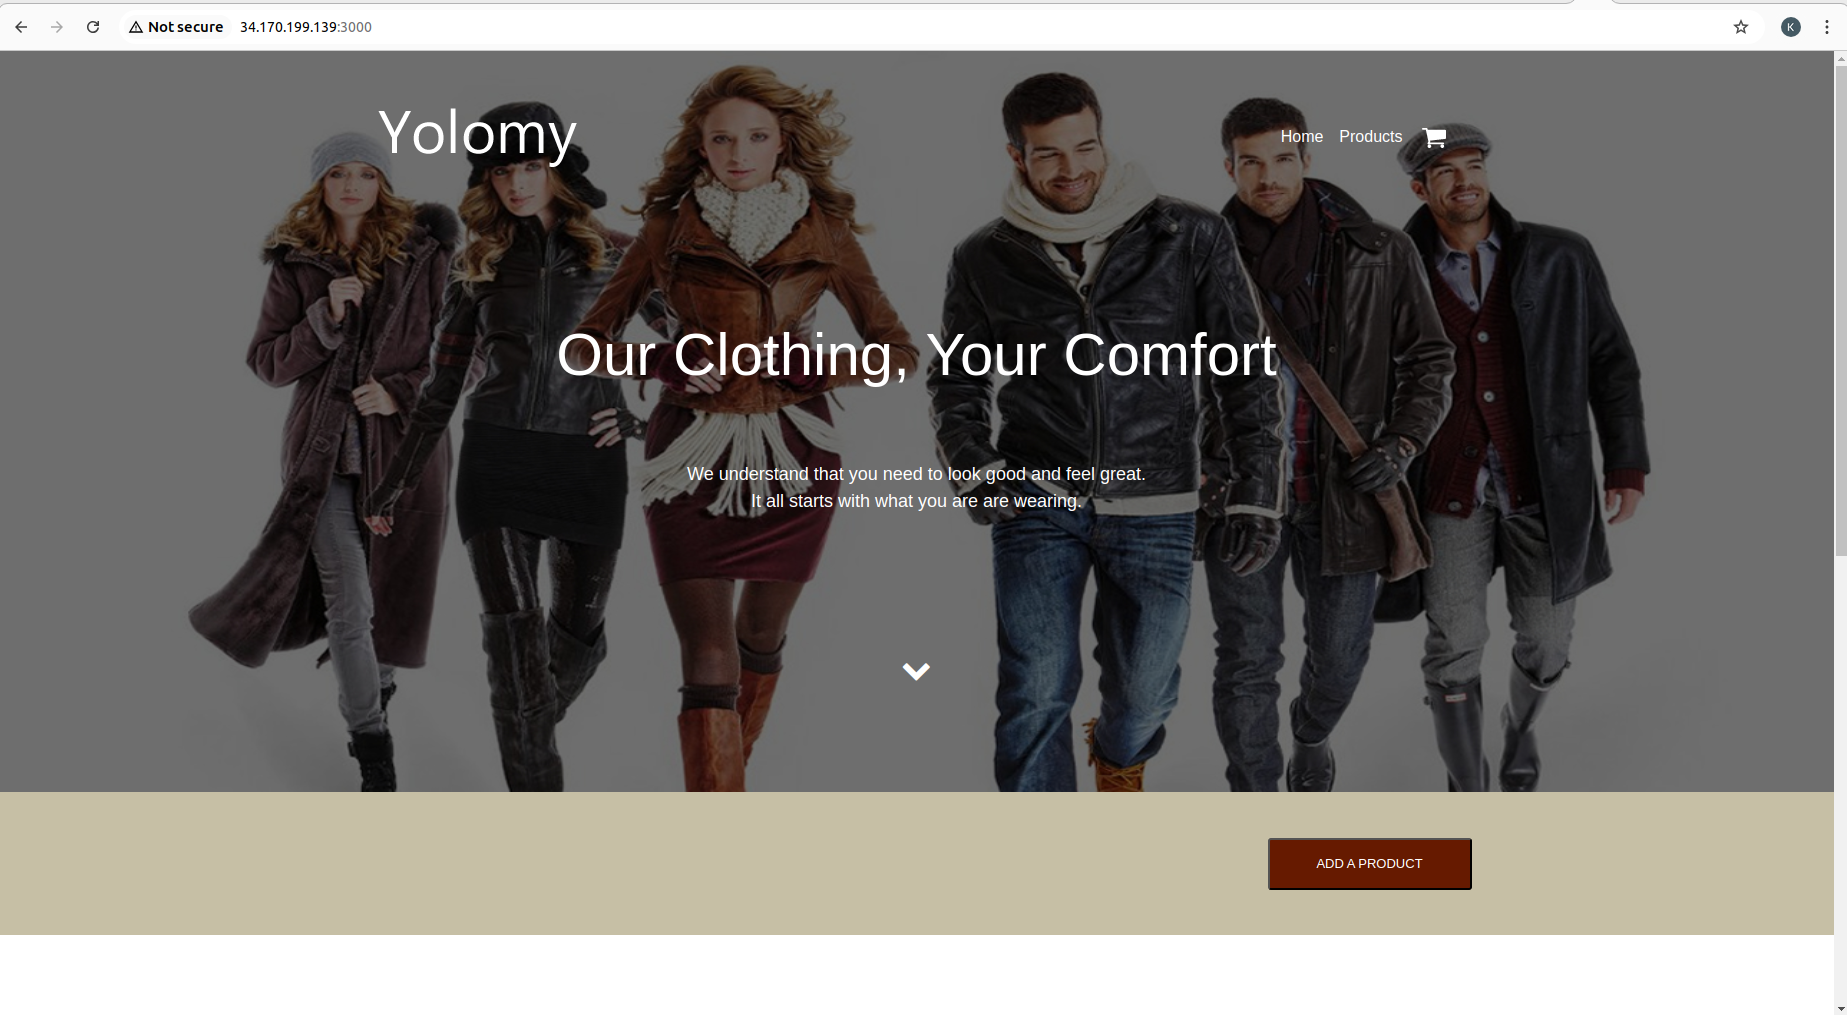 Not secure 34.170.199.139:3000
K
Yolomy
Home Products
Our Clothing, Your Comfort
We understand that you need to look good and feel great.
It all starts with what you are are wearing.
ADD A PRODUCT